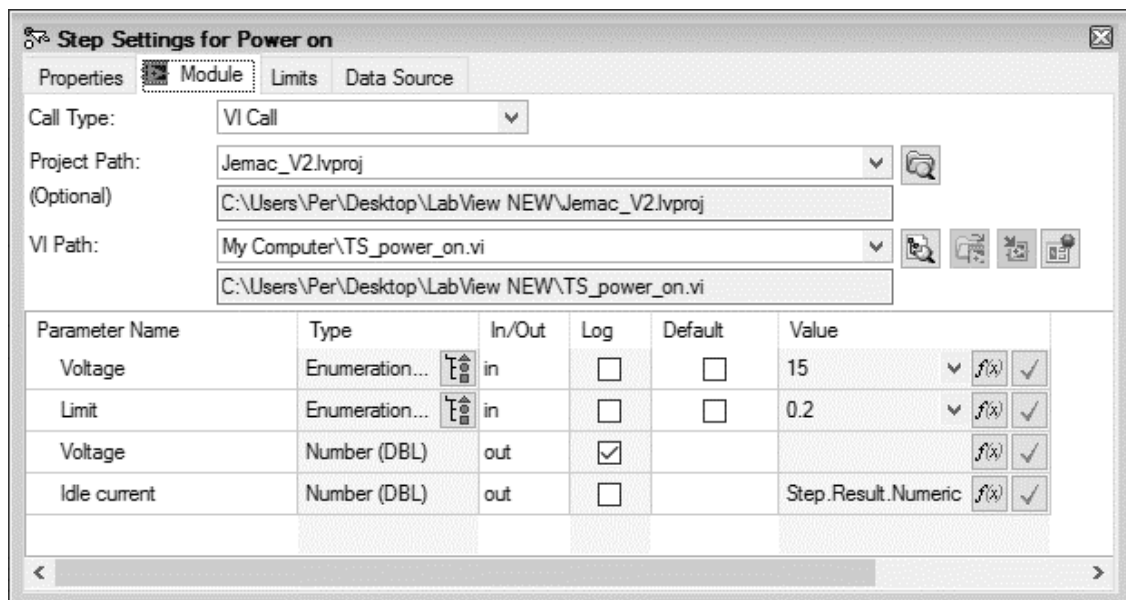 Step Settings for Power on
Properties Module Limits Data Source
Call Type: VI Call
Project Path: Jemac_V2.lvproj
(Optional) C:\Users\Per\Desktop\LabView NEW\Jemac_V2.lvproj
VI Path: My Computer\TS_power_on.vi
C:\Users\Per\Desktop\LabView NEW\TS_power_on.vi
Parameter Name Type In/Out Log Default Value
Voltage Enumeration... in 15 f(x)
Limit Enumeration... in 0.2 f(x)
Voltage Number (DBL) out f(x)
Idle current Number (DBL) out Step.Result.Numeric f(x)